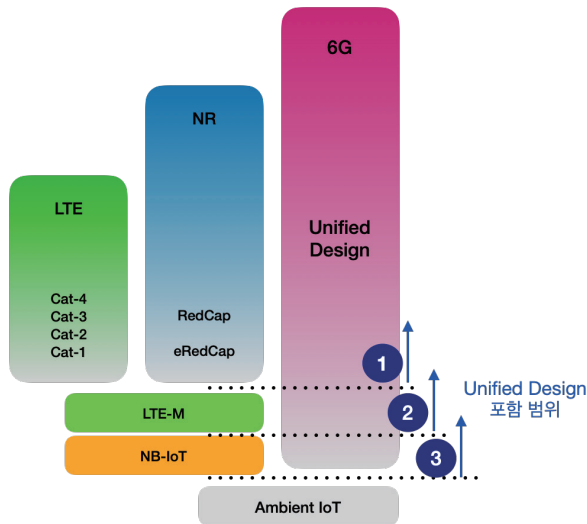 6G
NR
LTE
Unified
Design
Cat-4
Cat-3
Cat-2
Cat-1
RedCap
eRedCap
1
2
3
Unified Design
포함 범위
LTE-M
NB-IoT
Ambient IoT